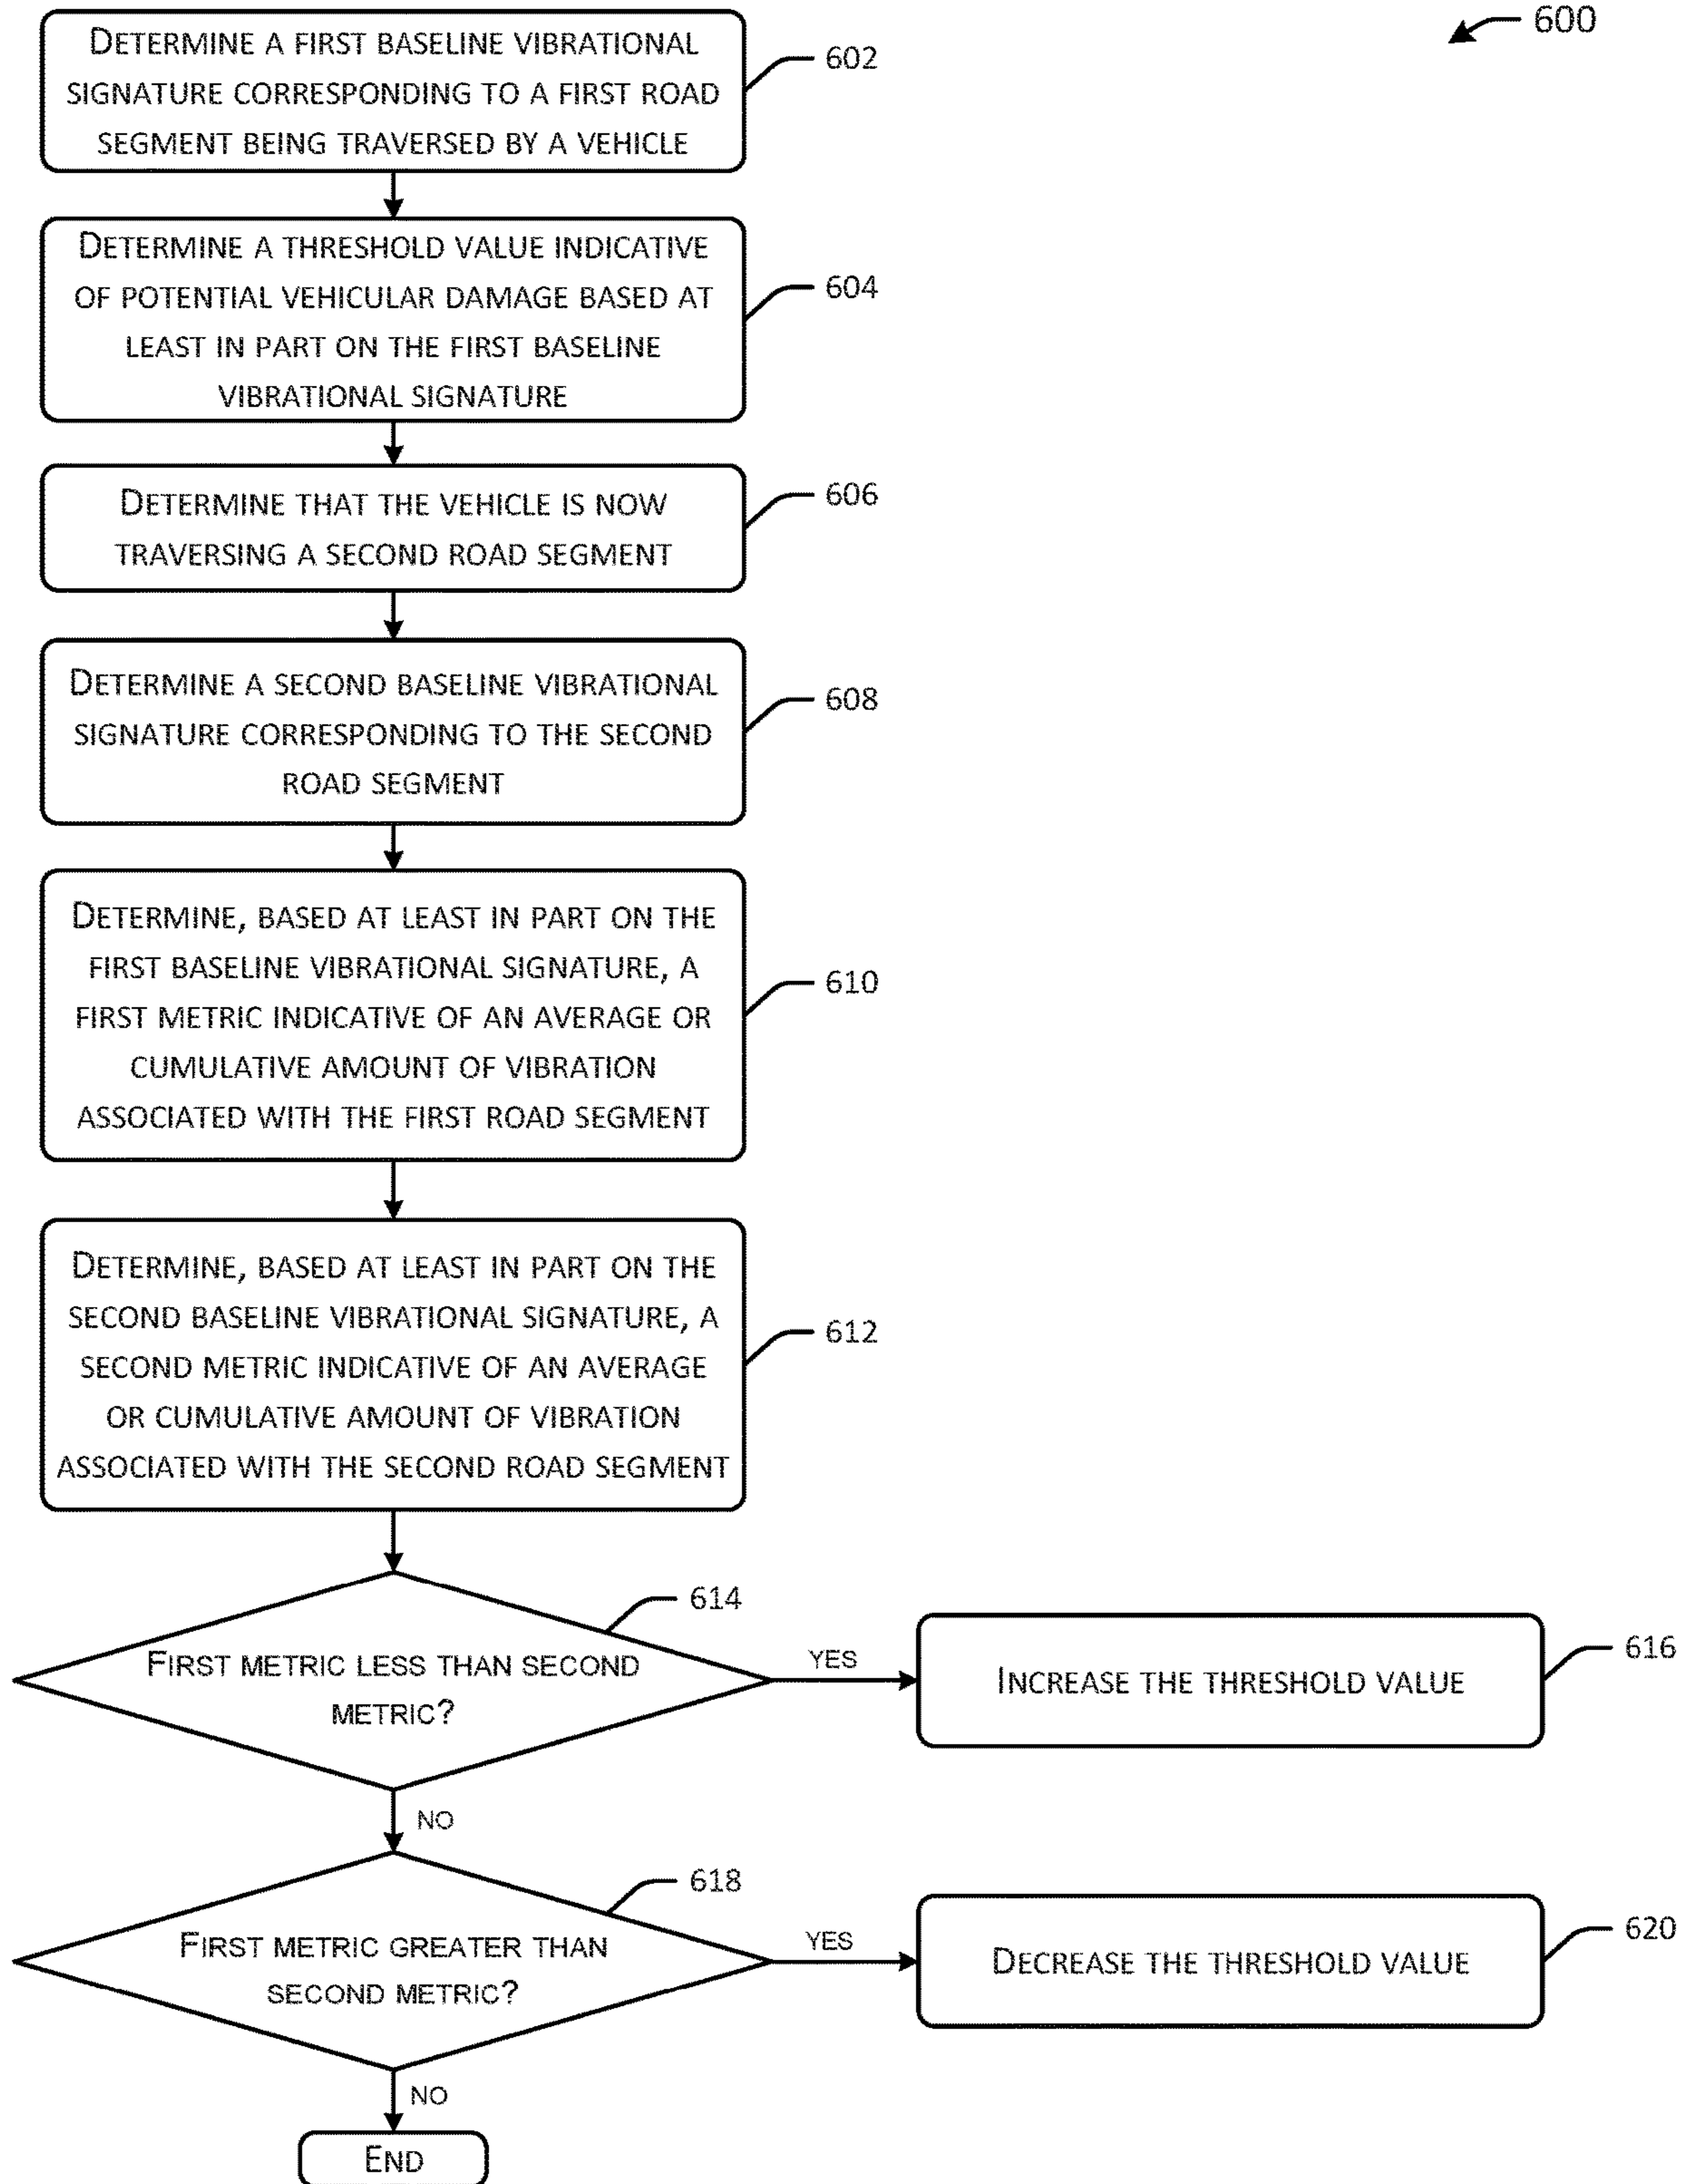 600
DETERMINE A FIRST BASELINE VIBRATIONAL
SIGNATURE CORRESPONDING TO A FIRST ROAD
SEGMENT BEING TRAVERSED BY A VEHICLE
602
DETERMINE A THRESHOLD VALUE INDICATIVE
OF POTENTIAL VEHICULAR DAMAGE BASED AT
LEAST IN PART ON THE FIRST BASELINE
VIBRATIONAL SIGNATURE
604
DETERMINE THAT THE VEHICLE IS NOW
TRAVERSING A SECOND ROAD SEGMENT
606
DETERMINE A SECOND BASELINE VIBRATIONAL
SIGNATURE CORRESPONDING TO THE SECOND
ROAD SEGMENT
608
DETERMINE, BASED AT LEAST IN PART ON THE
FIRST BASELINE VIBRATIONAL SIGNATURE, A
FIRST METRIC INDICATIVE OF AN AVERAGE OR
CUMULATIVE AMOUNT OF VIBRATION
ASSOCIATED WITH THE FIRST ROAD SEGMENT
610
DETERMINE, BASED AT LEAST IN PART ON THE
SECOND BASELINE VIBRATIONAL SIGNATURE, A
SECOND METRIC INDICATIVE OF AN AVERAGE
OR CUMULATIVE AMOUNT OF VIBRATION
ASSOCIATED WITH THE SECOND ROAD SEGMENT
612
FIRST METRIC LESS THAN SECOND
METRIC?
614
YES
INCREASE THE THRESHOLD VALUE
616
NO
FIRST METRIC GREATER THAN
SECOND METRIC?
618
YES
DECREASE THE THRESHOLD VALUE
620
NO
END